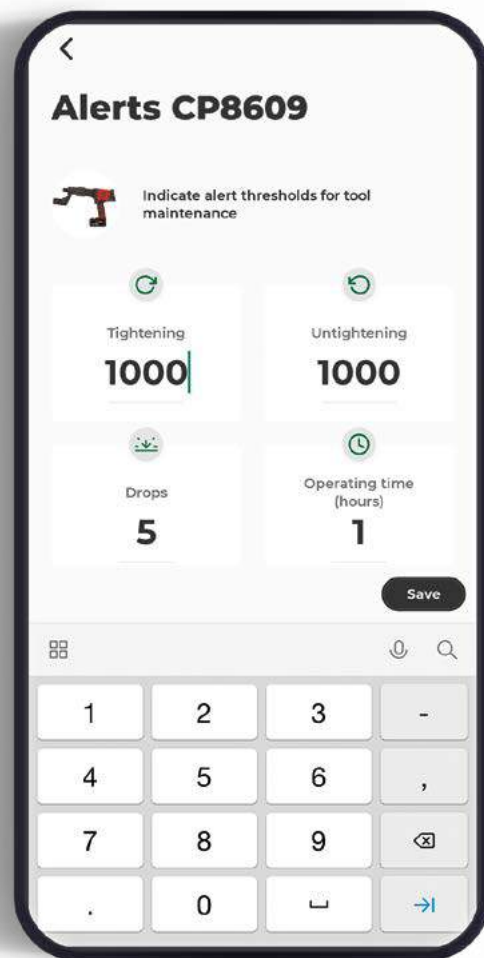 Alerts CP8609
Indicate alert thresholds for tool
maintenance
Tightening
1000
Untightening
1000
Drops
5
Operating time
(hours)
1
Save
1 2 3 -
4 5 6 ,
7 8 9
. 0